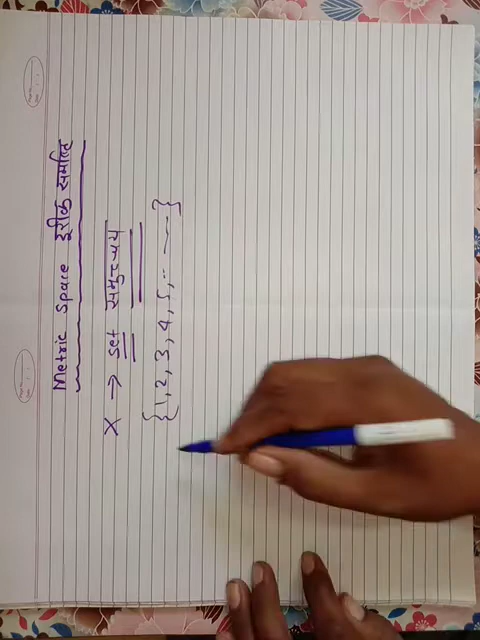 Metric Space दूरीक समष्टि
X → set समुच्चय
{1, 2, 3, 4, 5, ------}